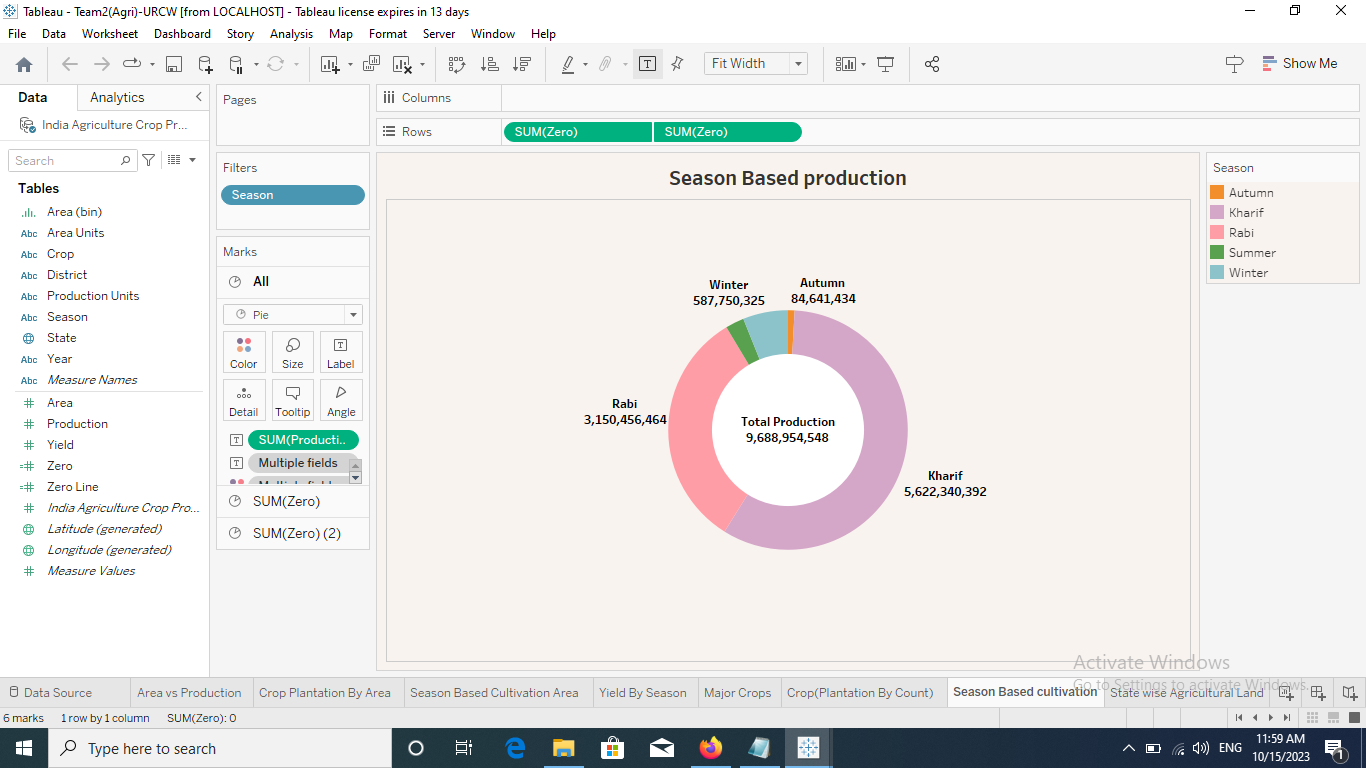 Tableau - Team2(Agri)-URCW [from LOCALHOST] - Tableau license expires in 13 days
File Data Worksheet Dashboard Story Analysis Map Format Server Window Help
Fit Width
Show Me
Data Analytics
India Agriculture Crop Pr...
Search
Tables
Area (bin)
Abc Area Units
Abc Crop
Abc District
Abc Production Units
Abc Season
State
Abc Year
Abc Measure Names
Area
Production
Yield
Zero
Zero Line
India Agriculture Crop Pro...
Latitude (generated)
Longitude (generated)
Measure Values
Pages
Filters
Season
Marks
All
Pie
Color Size Label
Detail Tooltip Angle
SUM(Producti..
Multiple fields
SUM(Zero)
SUM(Zero) (2)
Columns
Rows SUM(Zero) SUM(Zero)
Season Based production
Winter
587,750,325
Autumn
84,641,434
Rabi
3,150,456,464
Total Production
9,688,954,548
Kharif
5,622,340,392
Season
Autumn
Kharif
Rabi
Summer
Winter
Activate Windows
Go to Settings to activate Windows.
Data Source Area vs Production Crop Plantation By Area Season Based Cultivation Area Yield By Season Major Crops Crop(Plantation By Count) Season Based cultivation State wise Agricultural Land
6 marks 1 row by 1 column SUM(Zero): 0
Type here to search
ENG
11:59 AM
10/15/2023
1